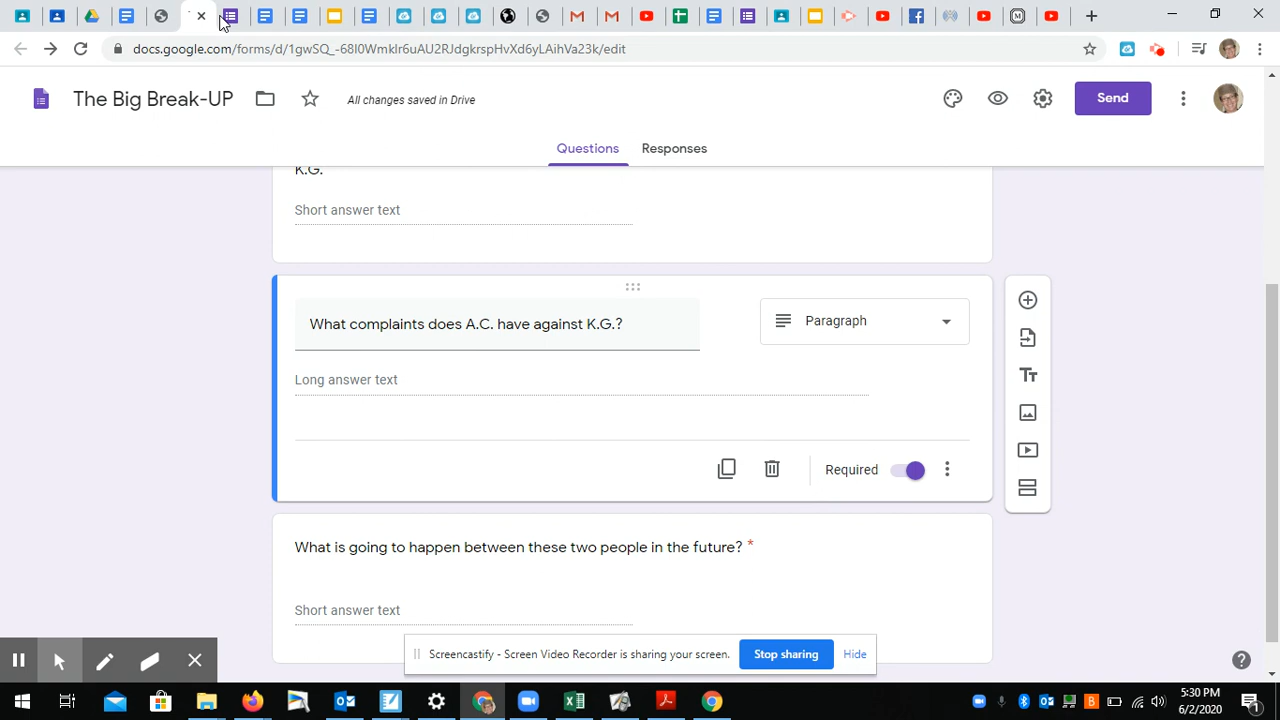 docs.google.com/forms/d/1gwSQ_-68I0WmkIr6uAU2RJdgkrspHvXd6yLAihVa23k/edit
The Big Break-UP
All changes saved in Drive
Send
Questions
Responses
K.G.
Short answer text
What complaints does A.C. have against K.G.?
Paragraph
Long answer text
Required
What is going to happen between these two people in the future? *
Short answer text
Screencastify - Screen Video Recorder is sharing your screen.
Stop sharing
Hide
5:30 PM
6/2/2020